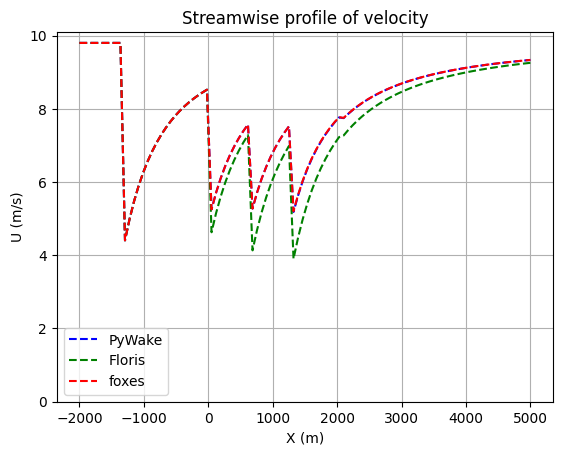 Streamwise profile of velocity
10
8
6
4
2
0
U (m/s)
PyWake
Floris
foxes
−2000 −1000 0 1000 2000 3000 4000 5000
X (m)